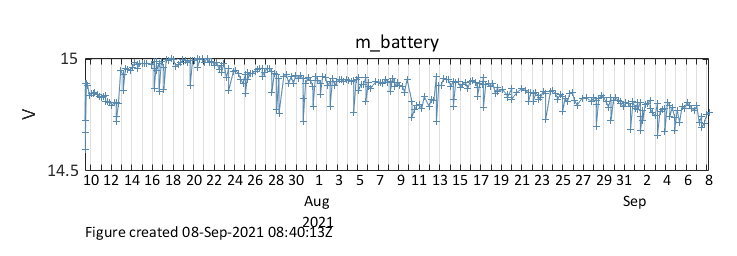 m_battery
15
V
14.5
10 12 14 16 18 20 22 24 26 28 30 1 3 5 7 9 11 13 15 17 19 21 23 25 27 29 31 2 4 6 8
Aug Sep
2021
Figure created 08-Sep-2021 08:40:13Z